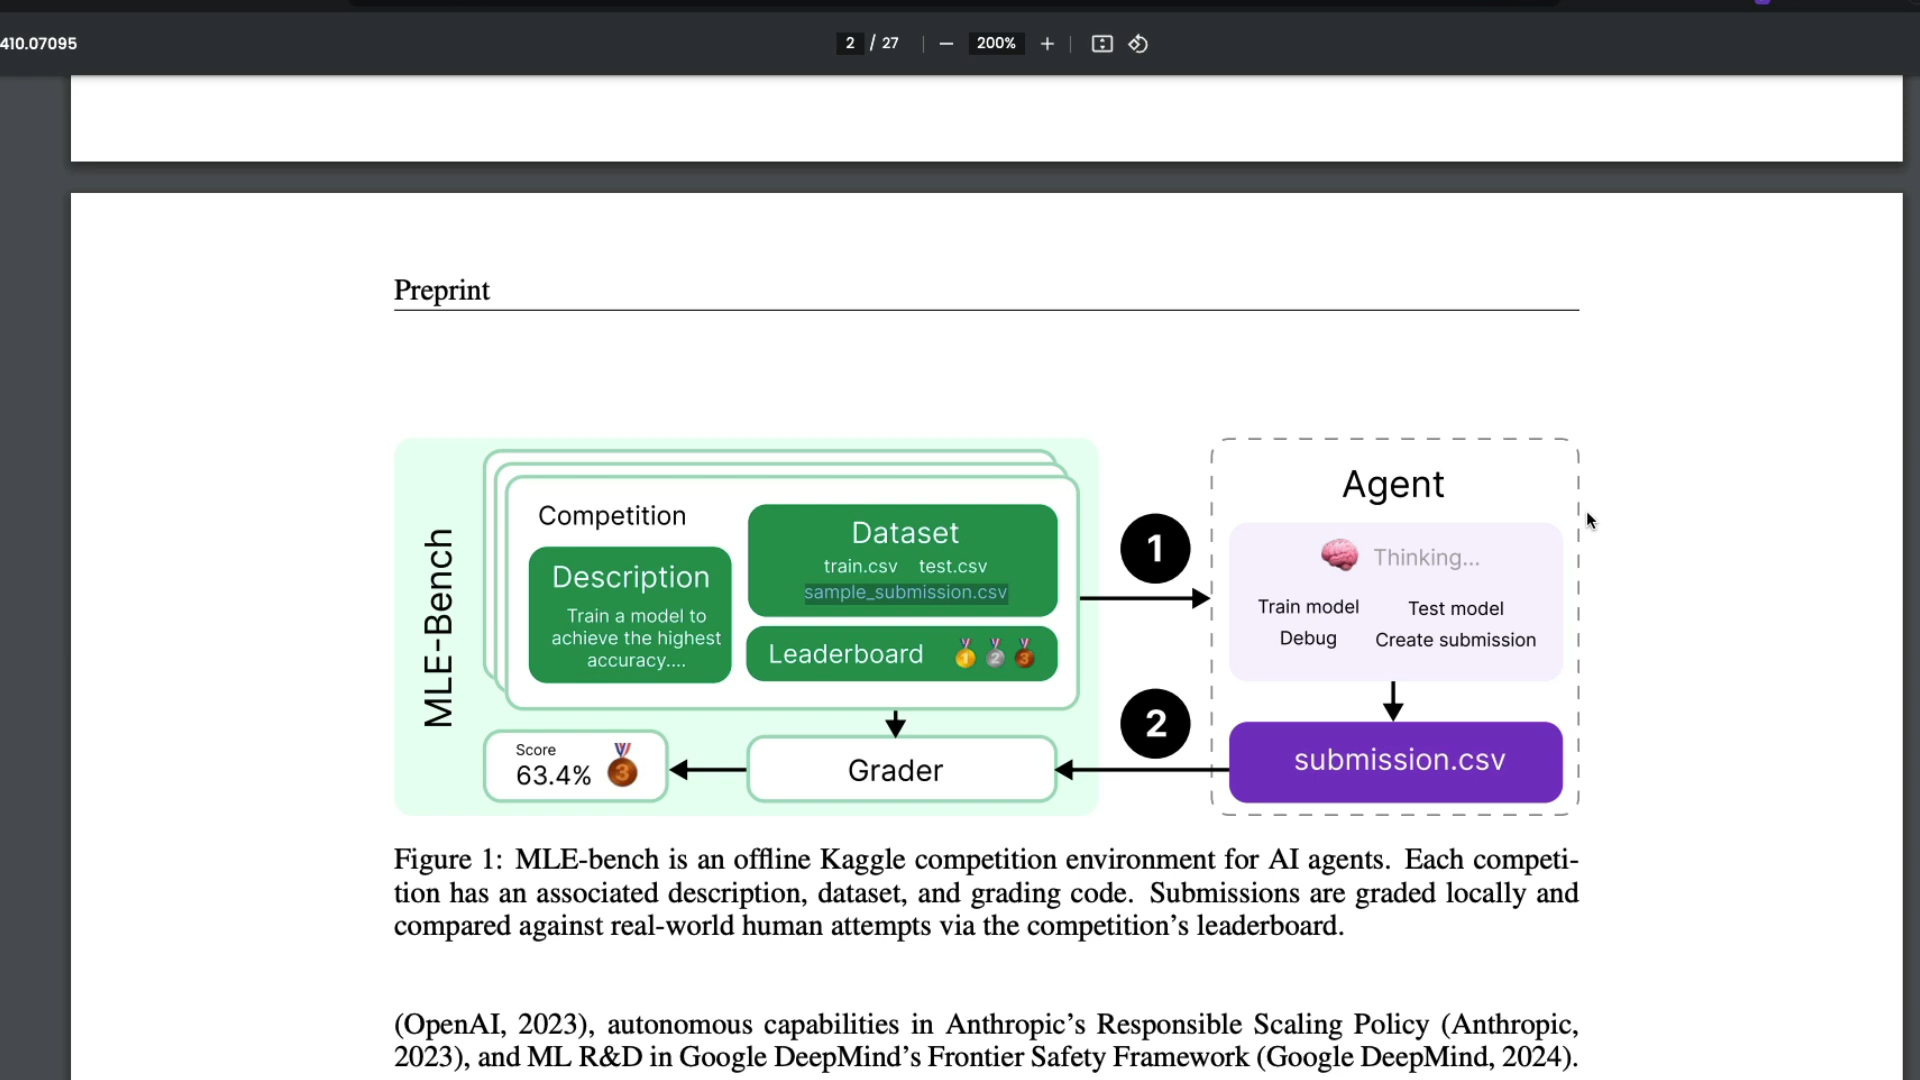 410.07095
2 / 27
200%
Preprint
MLE-Bench
Competition
Description
Train a model to
achieve the highest
accuracy....
Dataset
train.csv test.csv
sample_submission.csv
Leaderboard 1 2 3
1
Agent
Thinking...
Train model Test model
Debug Create submission
2
submission.csv
Grader
Score
63.4% 3
Figure 1: MLE-bench is an offline Kaggle competition environment for AI agents. Each competi-
tion has an associated description, dataset, and grading code. Submissions are graded locally and
compared against real-world human attempts via the competition's leaderboard.
(OpenAI, 2023), autonomous capabilities in Anthropic's Responsible Scaling Policy (Anthropic,
2023), and ML R&D in Google DeepMind's Frontier Safety Framework (Google DeepMind, 2024).